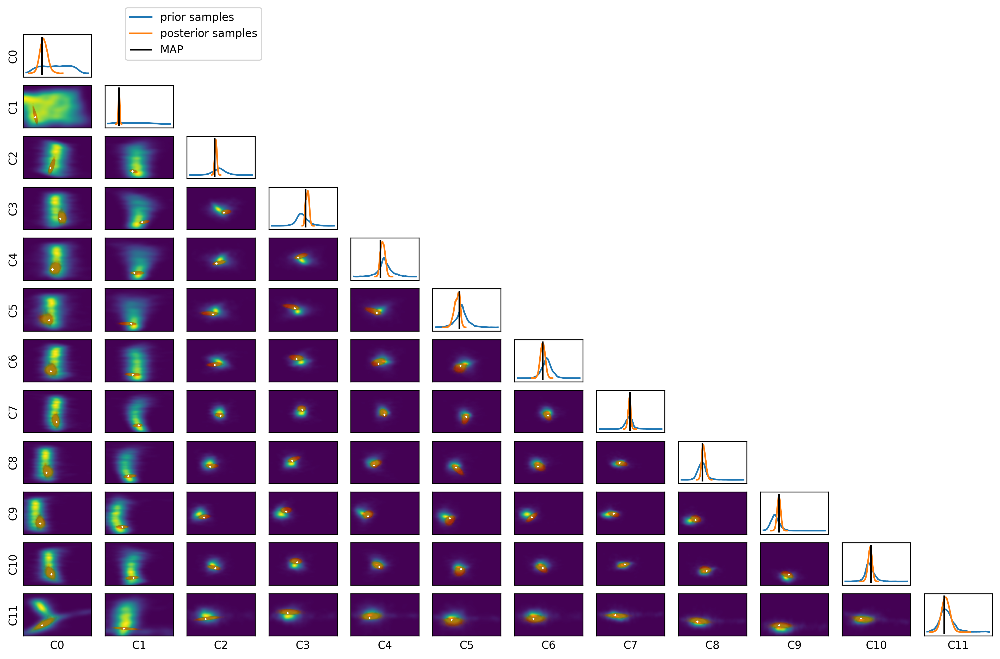 prior samples
posterior samples
MAP
C0
C1
C2
C3
C4
C5
C6
C7
C8
C9
C10
C11
C0 C1 C2 C3 C4 C5 C6 C7 C8 C9 C10 C11